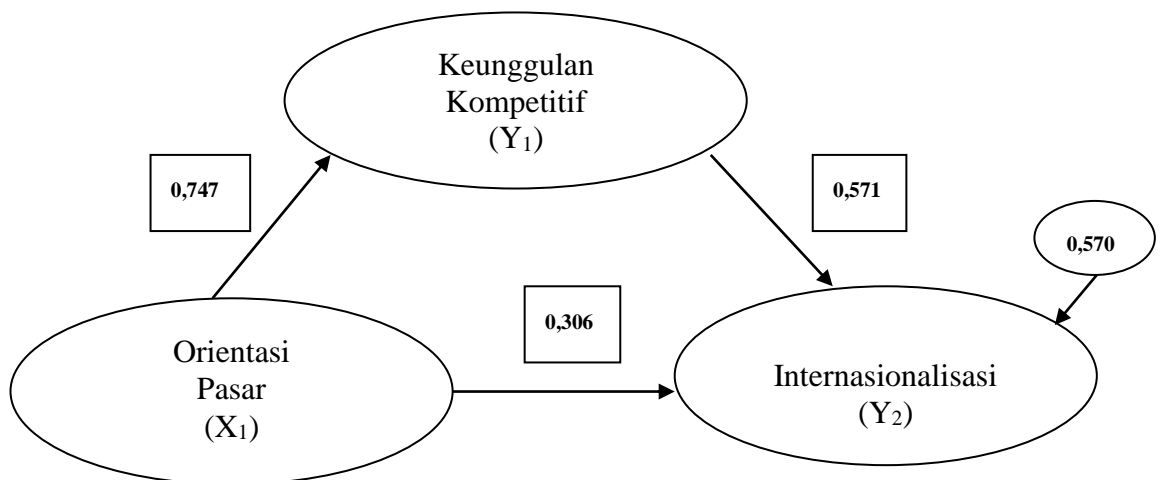 Keunggulan
Kompetitif
(Y₁)
0,747
0,571
0,570
0,306
Orientasi
Pasar
(X₁)
Internasionalisasi
(Y₂)